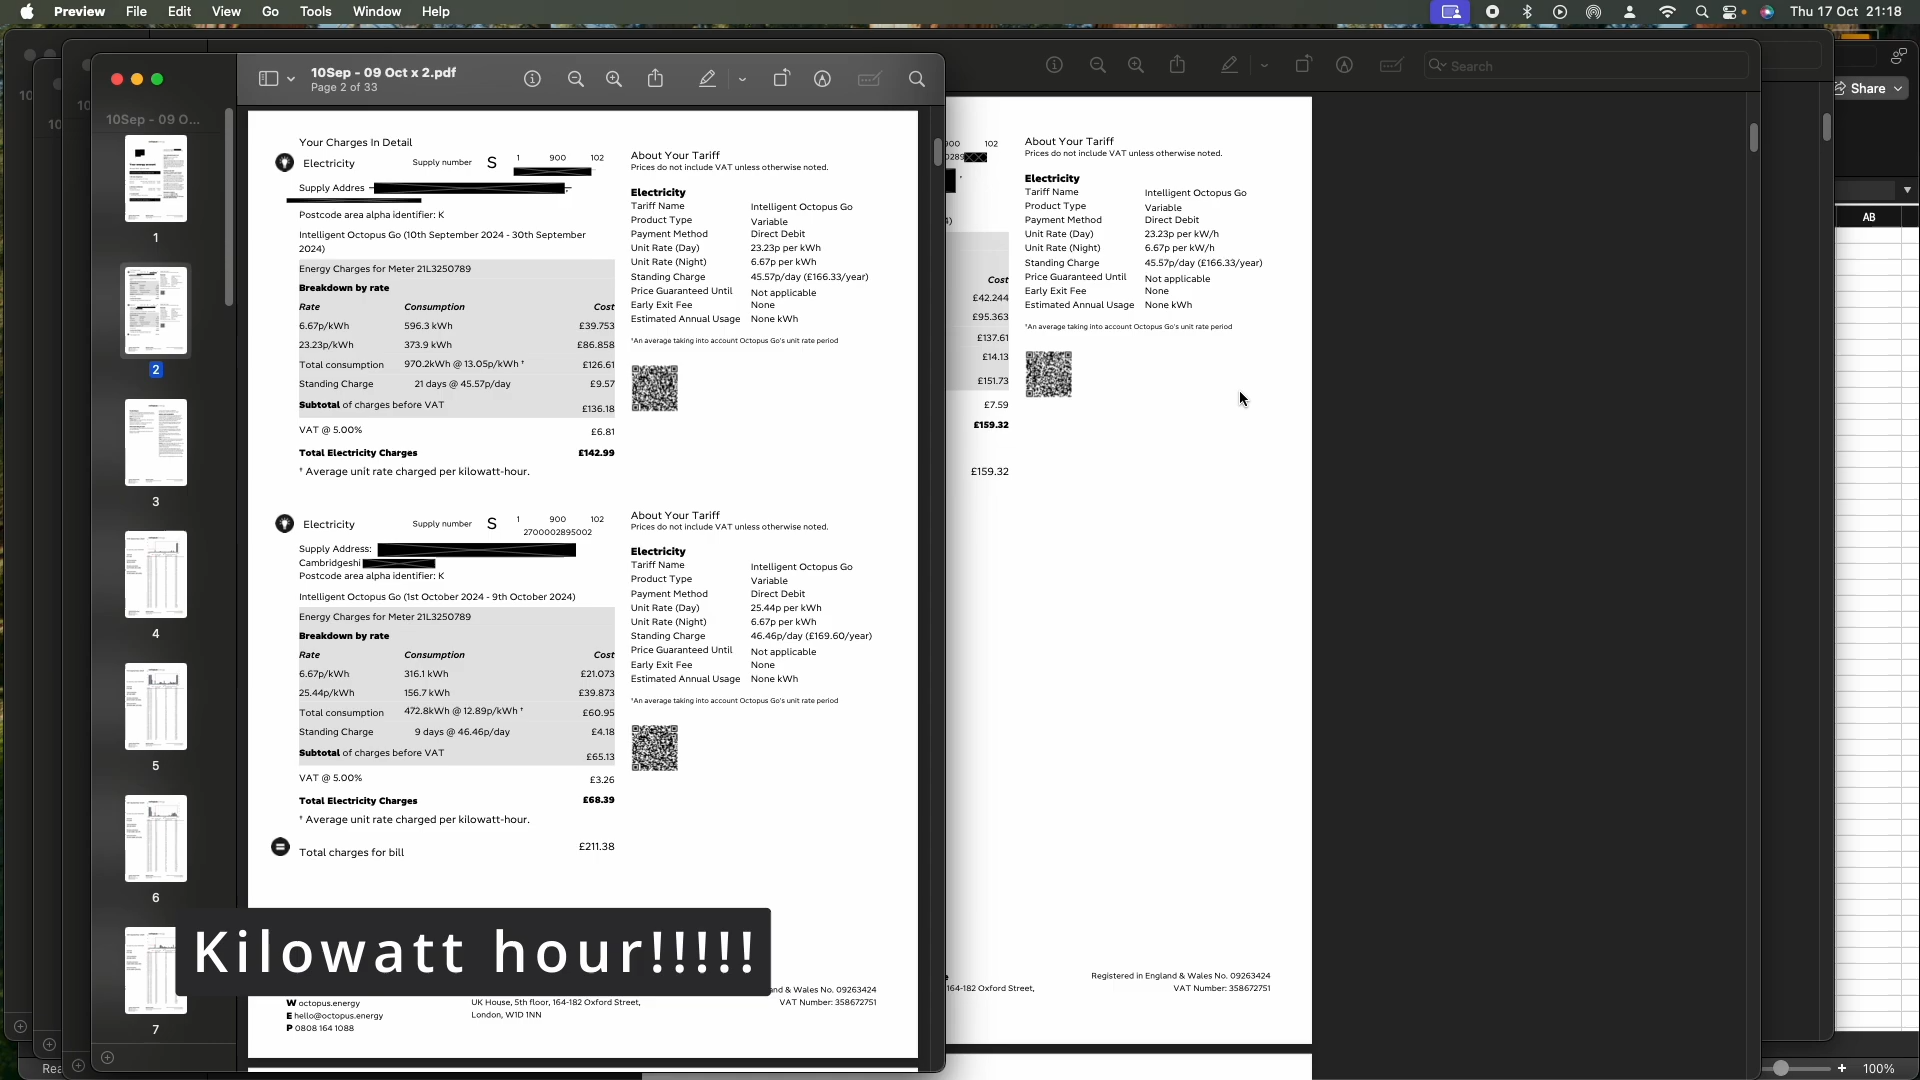 Preview File Edit View Go Tools Window Help
Thu 17 Oct 21:18
10Sep - 09 Oct x 2.pdf
Page 2 of 33
Search
Share
10Sep - 09 O...
1
2
3
4
5
6
7
Your Charges In Detail
Electricity Supply number S 1 900 102
Supply Addres
Postcode area alpha identifier: K
Intelligent Octopus Go (10th September 2024 - 30th September
2024)
Energy Charges for Meter 21L3250789
Breakdown by rate
Rate Consumption Cost
6.67p/kWh 596.3 kWh £39.753
23.23p/kWh 373.9 kWh £86.858
Total consumption 970.2kWh @ 13.05p/kWh † £126.61
Standing Charge 21 days @ 45.57p/day £9.57
Subtotal of charges before VAT £136.18
VAT @ 5.00% £6.81
Total Electricity Charges £142.99
† Average unit rate charged per kilowatt-hour.
About Your Tariff
Prices do not include VAT unless otherwise noted.
Electricity
Tariff Name Intelligent Octopus Go
Product Type Variable
Payment Method Direct Debit
Unit Rate (Day) 23.23p per kWh
Unit Rate (Night) 6.67p per kWh
Standing Charge 45.57p/day (£166.33/year)
Price Guaranteed Until Not applicable
Early Exit Fee None
Estimated Annual Usage None kWh
†An average taking into account Octopus Go's unit rate period
Electricity Supply number S 1 900 102
2700002895002
Supply Address:
Cambridgeshi
Postcode area alpha identifier: K
Intelligent Octopus Go (1st October 2024 - 9th October 2024)
Energy Charges for Meter 21L3250789
Breakdown by rate
Rate Consumption Cost
6.67p/kWh 316.1 kWh £21.073
25.44p/kWh 156.7 kWh £39.873
Total consumption 472.8kWh @ 12.89p/kWh † £60.95
Standing Charge 9 days @ 46.46p/day £4.18
Subtotal of charges before VAT £65.13
VAT @ 5.00% £3.26
Total Electricity Charges £68.39
† Average unit rate charged per kilowatt-hour.
Total charges for bill £211.38
About Your Tariff
Prices do not include VAT unless otherwise noted.
Electricity
Tariff Name Intelligent Octopus Go
Product Type Variable
Payment Method Direct Debit
Unit Rate (Day) 25.44p per kWh
Unit Rate (Night) 6.67p per kWh
Standing Charge 46.46p/day (£169.60/year)
Price Guaranteed Until Not applicable
Early Exit Fee None
Estimated Annual Usage None kWh
†An average taking into account Octopus Go's unit rate period
Kilowatt hour!!!!!
nd & Wales No. 09263424
W octopus.energy UK House, 5th floor, 164-182 Oxford Street, VAT Number: 358672751
E hello@octopus.energy London, W1D 1NN
P 0808 164 1088
900 102
0289
Cost
£42.244
£95.363
£137.61
£14.13
£151.73
£7.59
£159.32
£159.32
About Your Tariff
Prices do not include VAT unless otherwise noted.
Electricity
Tariff Name Intelligent Octopus Go
Product Type Variable
Payment Method Direct Debit
Unit Rate (Day) 23.23p per kW/h
Unit Rate (Night) 6.67p per kW/h
Standing Charge 45.57p/day (£166.33/year)
Price Guaranteed Until Not applicable
Early Exit Fee None
Estimated Annual Usage None kWh
†An average taking into account Octopus Go's unit rate period
Registered in England & Wales No. 09263424
164-182 Oxford Street, VAT Number: 358672751
AB
100%